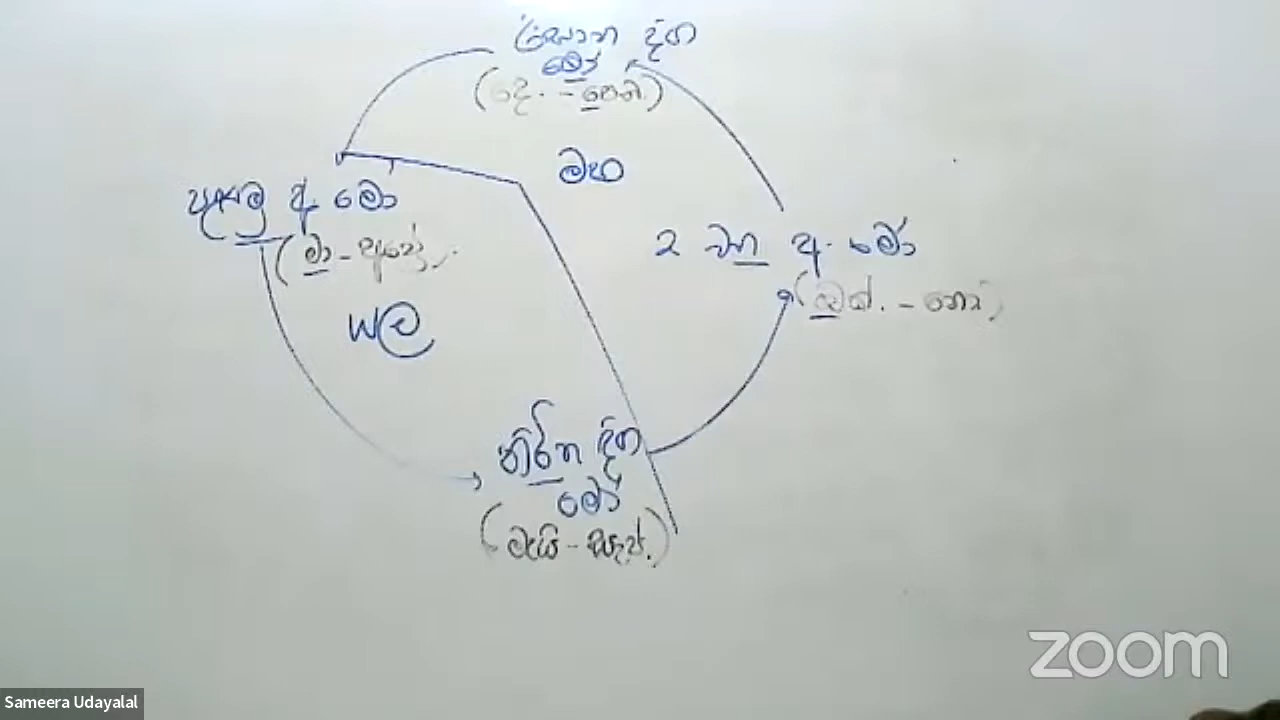 ඊසාන දිග
මෝ
(දෙ. - පෙබ.)
මහ
පළමු අ. මෝ
(මා - අප්‍රේ)
2 වන අ. මෝ
(ඔක්. - නොවැ)
යල
නිරිත දිග
මෝ
(මැයි - සැප්.)
zoom
Sameera Udayalal